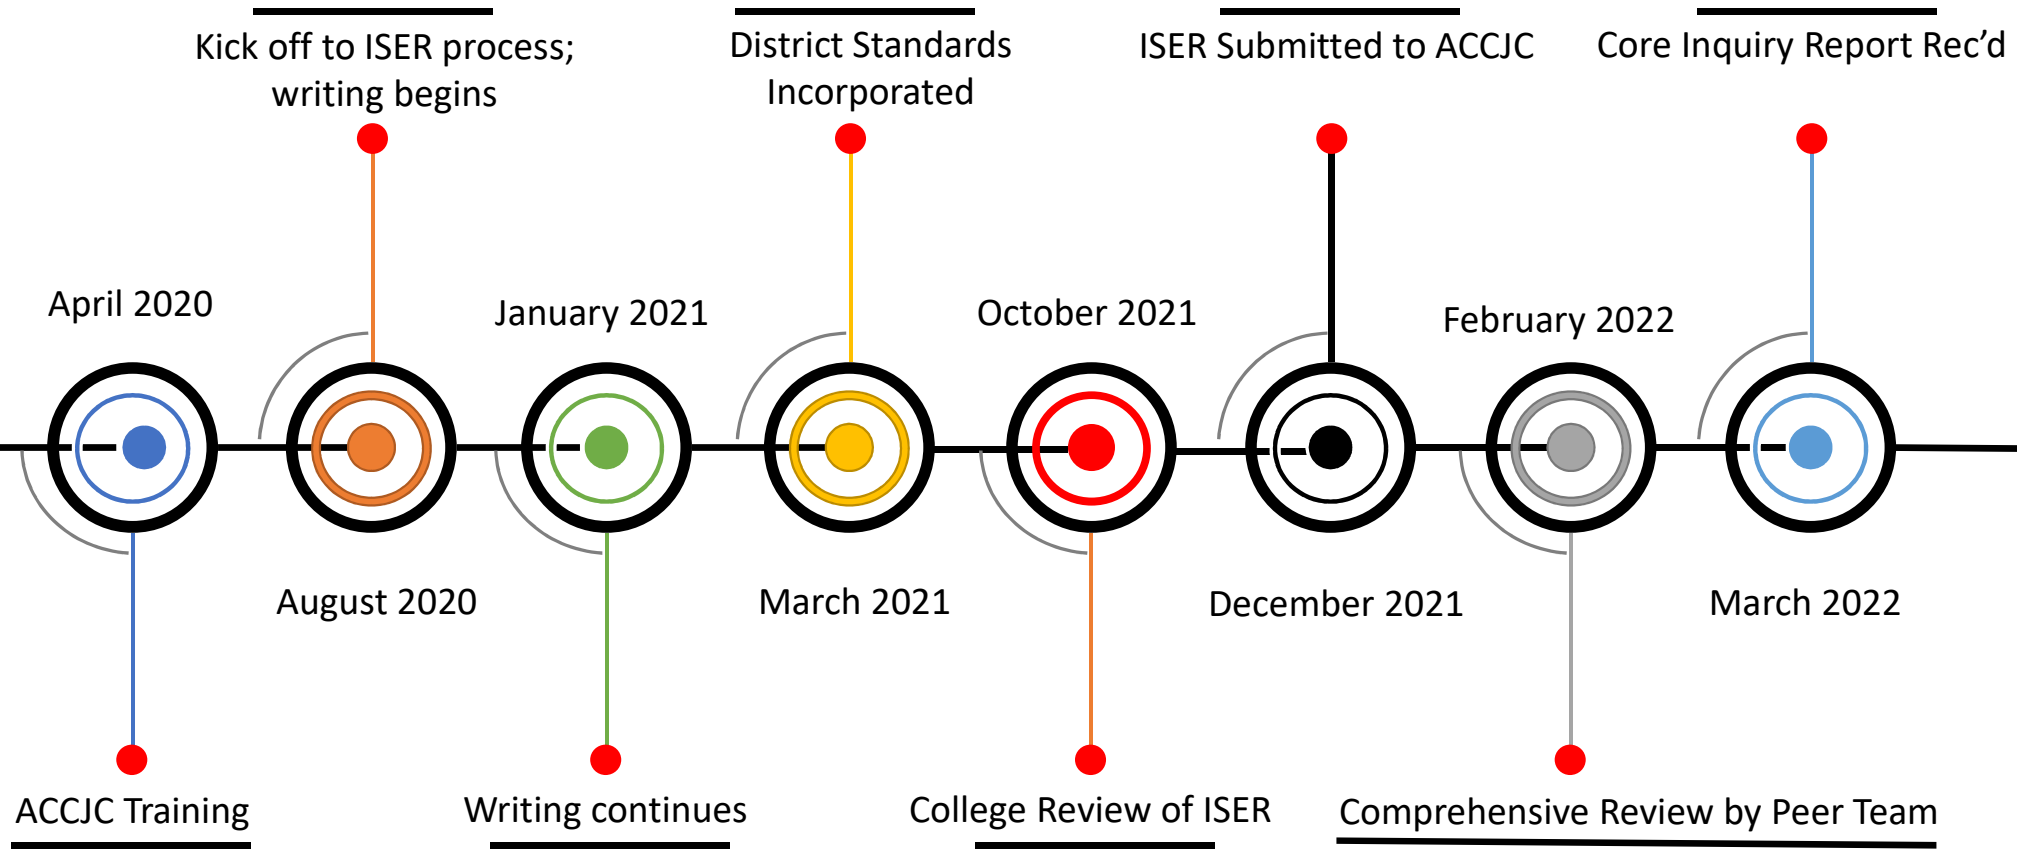 Kick off to ISER process;
writing begins
District Standards
Incorporated
ISER Submitted to ACCJC
Core Inquiry Report Rec’d
April 2020
January 2021
October 2021
February 2022
August 2020
March 2021
December 2021
March 2022
ACCJC Training
Writing continues
College Review of ISER
Comprehensive Review by Peer Team